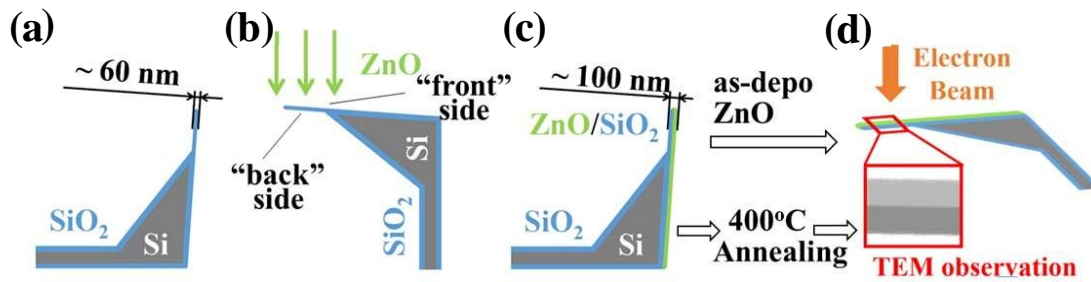 (a)
~ 60 nm
SiO2
Si
(b)
ZnO
“front”
side
“back”
side
Si
SiO2
(c)
~ 100 nm
ZnO/SiO2
SiO2
Si
as-depo
ZnO
400oC
Annealing
(d)
Electron
Beam
TEM observation